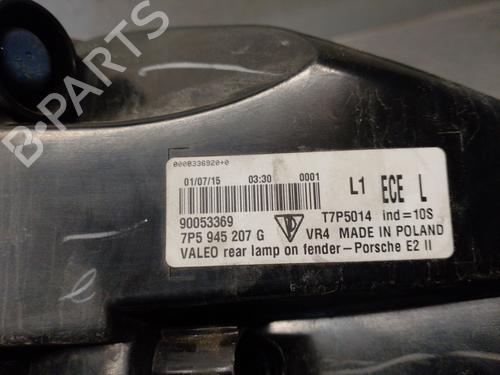 0000336920+0
01/07/15 03:30 0001
L1 ECE L
90053369 T7P5014 ind=10S
7P5 945 207 G VR4 MADE IN POLAND
VALEO rear lamp on fender-Porsche E2 II
B-PARTS